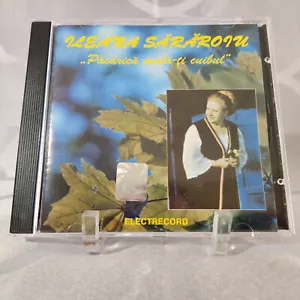 ILEANA SĂRĂROIU
„Păsărică mută-ți cuibul”
ELECTRECORD